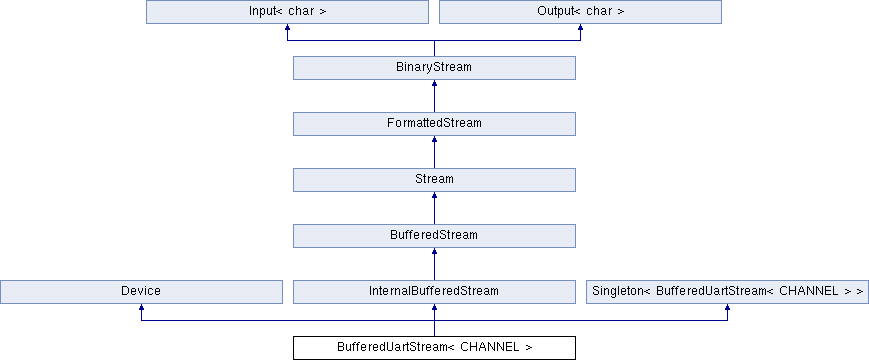 Input< char >
Output< char >
BinaryStream
FormattedStream
Stream
BufferedStream
Device
InternalBufferedStream
Singleton< BufferedUartStream< CHANNEL > >
BufferedUartStream< CHANNEL >